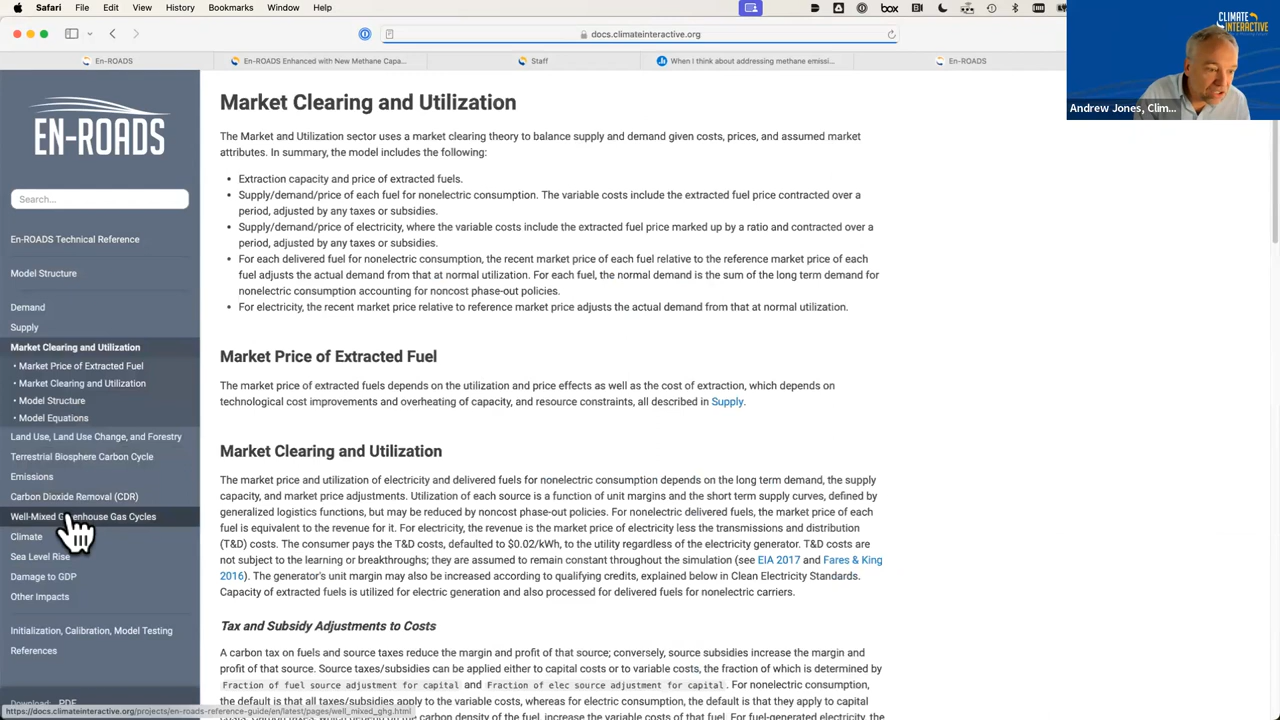 Safari File Edit View History Bookmarks Window Help
box
docs.climateinteractive.org
En-ROADS
En-ROADS Enhanced with New Methane Capa...
Staff
When I think about addressing methane emissi...
En-ROADS
CLIMATE
INTERACTIVE
Andrew Jones, Clim...
EN-ROADS
Search...
En-ROADS Technical Reference
Model Structure
Demand
Supply
Market Clearing and Utilization
• Market Price of Extracted Fuel
• Market Clearing and Utilization
• Model Structure
• Model Equations
Land Use, Land Use Change, and Forestry
Terrestrial Biosphere Carbon Cycle
Emissions
Carbon Dioxide Removal (CDR)
Well-Mixed Greenhouse Gas Cycles
Climate
Sea Level Rise
Damage to GDP
Other Impacts
Initialization, Calibration, Model Testing
References
Download PDF
https://docs.climateinteractive.org/projects/en-roads-reference-guide/en/latest/pages/well_mixed_ghg.html
Market Clearing and Utilization
The Market and Utilization sector uses a market clearing theory to balance supply and demand given costs, prices, and assumed market
attributes. In summary, the model includes the following:
• Extraction capacity and price of extracted fuels.
• Supply/demand/price of each fuel for nonelectric consumption. The variable costs include the extracted fuel price contracted over a
period, adjusted by any taxes or subsidies.
• Supply/demand/price of electricity, where the variable costs include the extracted fuel price marked up by a ratio and contracted over a
period, adjusted by any taxes or subsidies.
• For each delivered fuel for nonelectric consumption, the recent market price of each fuel relative to the reference market price of each
fuel adjusts the actual demand from that at normal utilization. For each fuel, the normal demand is the sum of the long term demand for
nonelectric consumption accounting for noncost phase-out policies.
• For electricity, the recent market price relative to reference market price adjusts the actual demand from that at normal utilization.
Market Price of Extracted Fuel
The market price of extracted fuels depends on the utilization and price effects as well as the cost of extraction, which depends on
technological cost improvements and overheating of capacity, and resource constraints, all described in Supply.
Market Clearing and Utilization
The market price and utilization of electricity and delivered fuels for nonelectric consumption depends on the long term demand, the supply
capacity, and market price adjustments. Utilization of each source is a function of unit margins and the short term supply curves, defined by
generalized logistics functions, but may be reduced by noncost phase-out policies. For nonelectric delivered fuels, the market price of each
fuel is equivalent to the revenue for it. For electricity, the revenue is the market price of electricity less the transmissions and distribution
(T&D) costs. The consumer pays the T&D costs, defaulted to $0.02/kWh, to the utility regardless of the electricity generator. T&D costs are
not subject to the learning or breakthroughs; they are assumed to remain constant throughout the simulation (see EIA 2017 and Fares & King
2016). The generator's unit margin may also be increased according to qualifying credits, explained below in Clean Electricity Standards.
Capacity of extracted fuels is utilized for electric generation and also processed for delivered fuels for nonelectric carriers.
Tax and Subsidy Adjustments to Costs
A carbon tax on fuels and source taxes reduce the margin and profit of that source; conversely, source subsidies increase the margin and
profit of that source. Source taxes/subsidies can be applied either to capital costs or to variable costs, the fraction of which is determined by
Fraction of fuel source adjustment for capital and Fraction of elec source adjustment for capital. For nonelectric consumption,
the default is that all taxes/subsidies apply to variable costs, whereas for electric consumption, the default is that they apply to capital